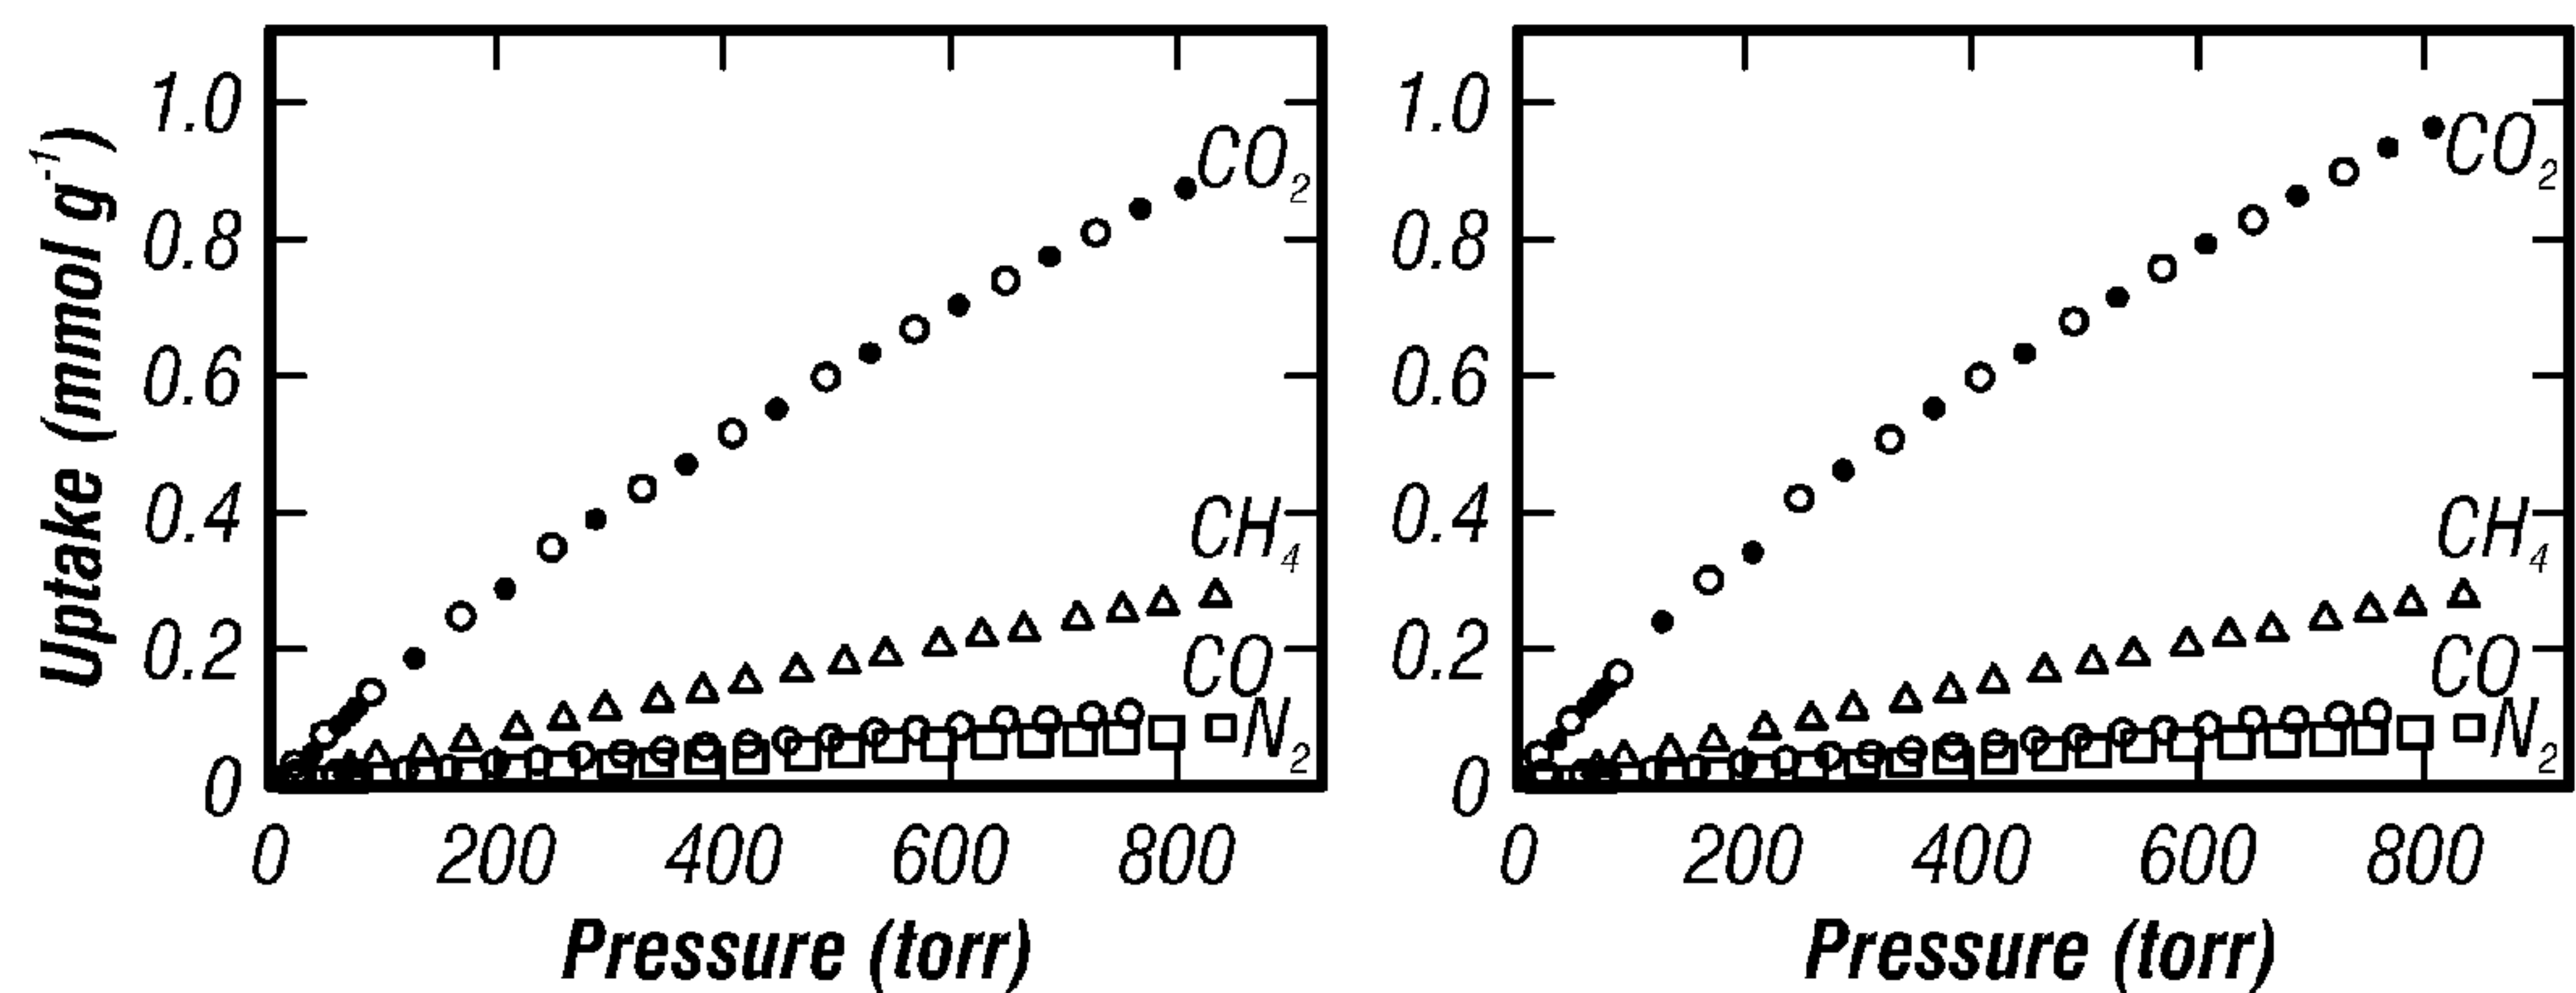 Uptake (mmol g⁻¹)
1.0
0.8
0.6
0.4
0.2
0
CO₂
CH₄
CO
N₂
0 200 400 600 800
Pressure (torr)
1.0
0.8
0.6
0.4
0.2
0
CO₂
CH₄
CO
N₂
0 200 400 600 800
Pressure (torr)